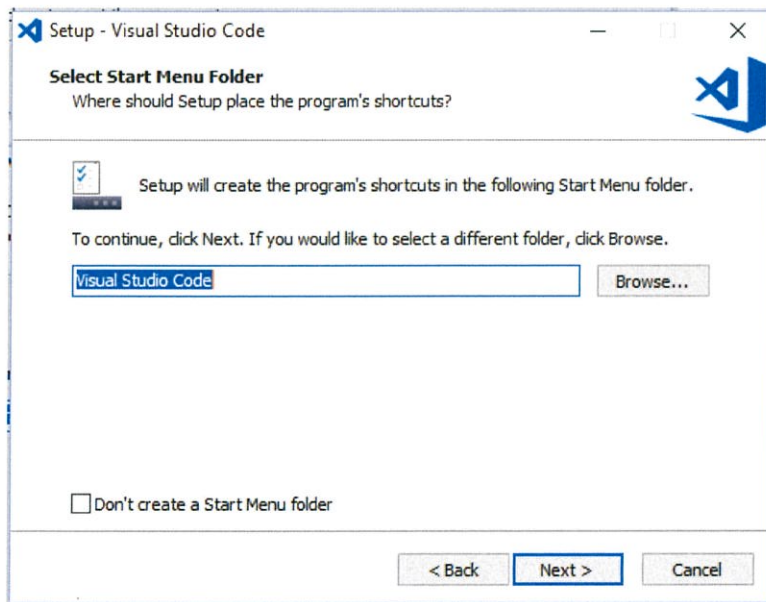 Setup - Visual Studio Code
Select Start Menu Folder
Where should Setup place the program's shortcuts?
Setup will create the program's shortcuts in the following Start Menu folder.
To continue, click Next. If you would like to select a different folder, click Browse.
Visual Studio Code
Browse...
Don't create a Start Menu folder
< Back
Next >
Cancel